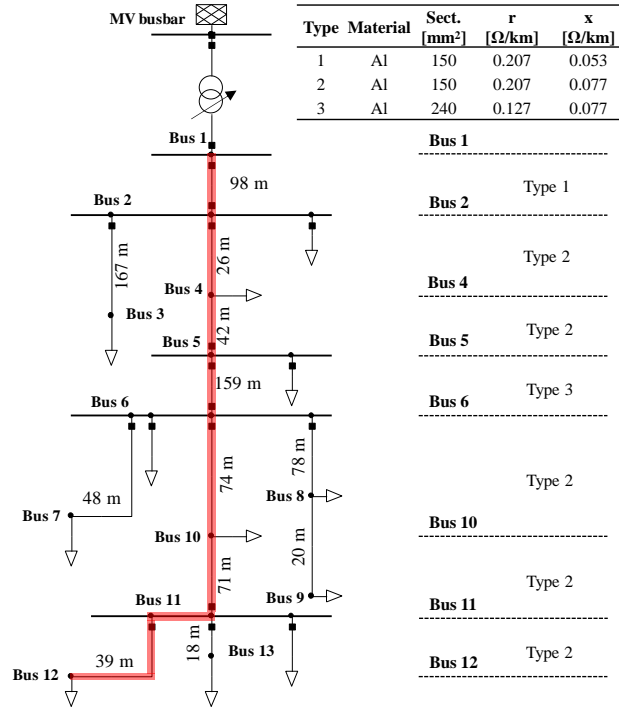 MV busbar
Type Material Sect. [mm²] r [Ω/km] x [Ω/km]
1 Al 150 0.207 0.053
2 Al 150 0.207 0.077
3 Al 240 0.127 0.077
Bus 1
Bus 1
98 m
Type 1
Bus 2
Bus 2
167 m
26 m
Type 2
Bus 4
Bus 4
Bus 3
42 m
Type 2
Bus 5
Bus 5
159 m
Type 3
Bus 6
Bus 6
74 m
78 m
Type 2
48 m
Bus 7
Bus 8
Bus 10
Bus 10
20 m
71 m
Type 2
Bus 9
Bus 11
Bus 11
18 m
Bus 13
Type 2
39 m
Bus 12
Bus 12